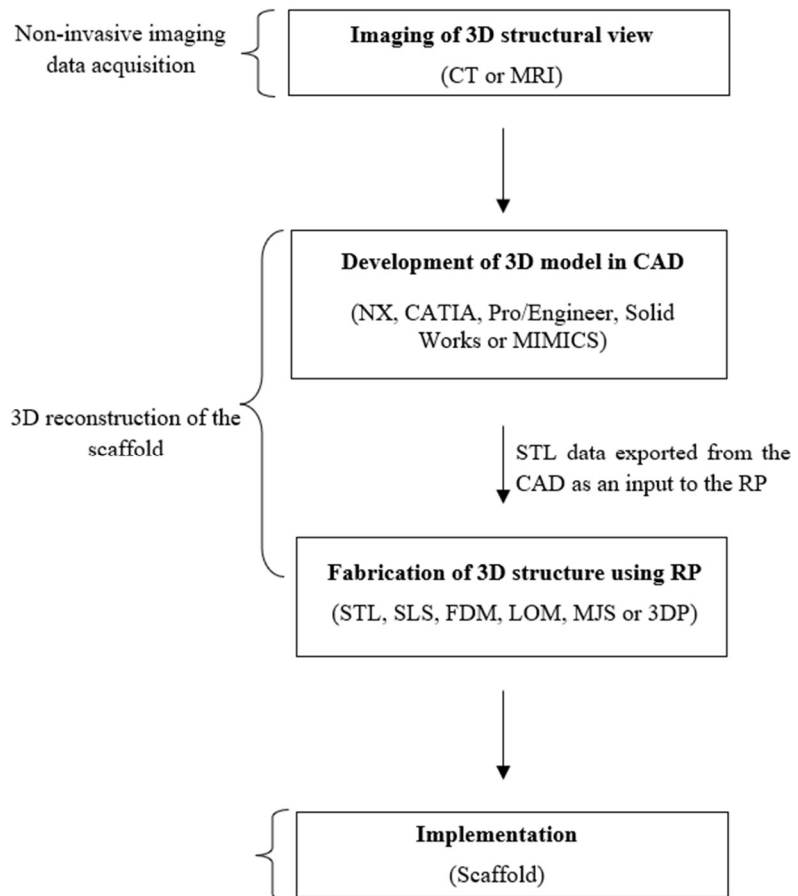 Non-invasive imaging
data acquisition
Imaging of 3D structural view
(CT or MRI)
Development of 3D model in CAD
(NX, CATIA, Pro/Engineer, Solid
Works or MIMICS)
3D reconstruction of the
scaffold
STL data exported from the
CAD as an input to the RP
Fabrication of 3D structure using RP
(STL, SLS, FDM, LOM, MJS or 3DP)
Implementation
(Scaffold)